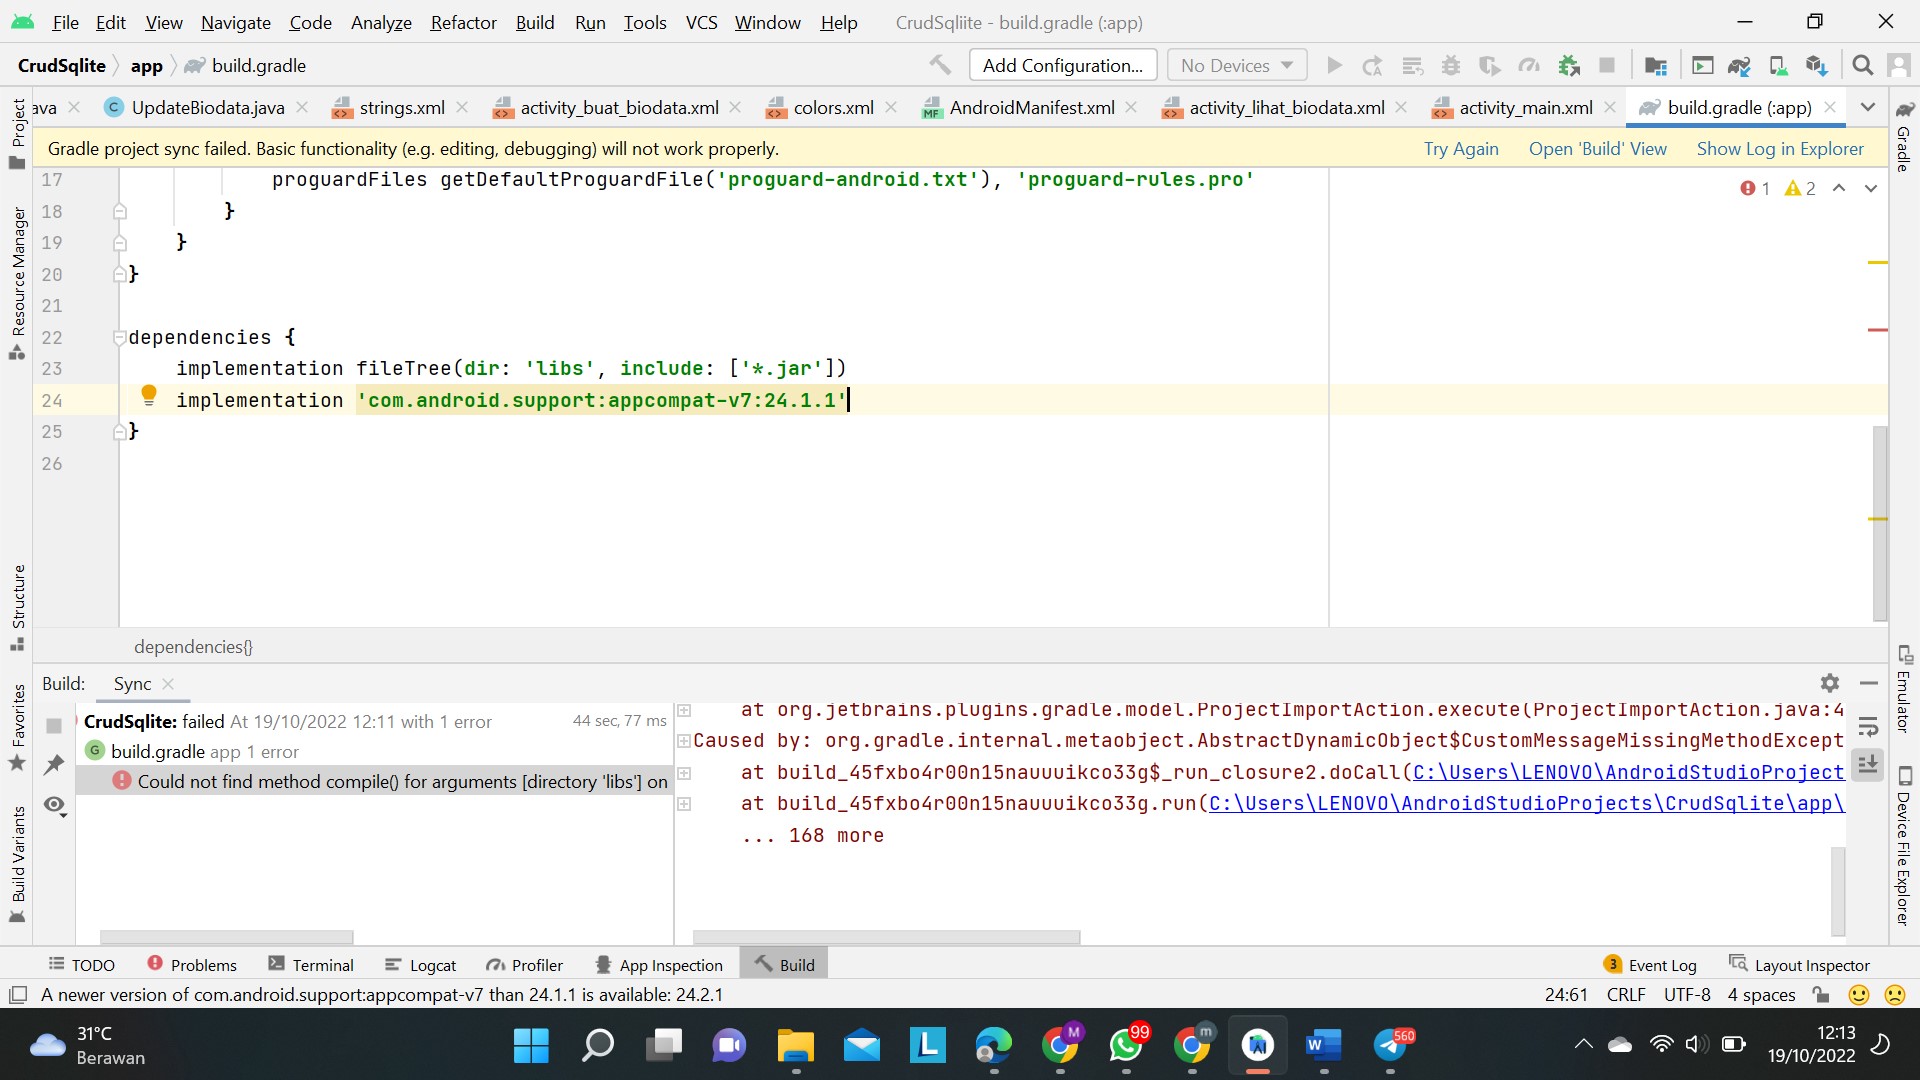 File Edit View Navigate Code Analyze Refactor Build Run Tools VCS Window Help CrudSqliite - build.gradle (:app)
CrudSqlite app build.gradle Add Configuration... No Devices
ava UpdateBiodata.java strings.xml activity_buat_biodata.xml colors.xml AndroidManifest.xml activity_lihat_biodata.xml activity_main.xml build.gradle (:app)
Gradle project sync failed. Basic functionality (e.g. editing, debugging) will not work properly. Try Again Open 'Build' View Show Log in Explorer
17 proguardFiles getDefaultProguardFile('proguard-android.txt'), 'proguard-rules.pro'
1 2
18 }
19 }
20 }
21
22 dependencies {
23 implementation fileTree(dir: 'libs', include: ['*.jar'])
24 implementation 'com.android.support:appcompat-v7:24.1.1'
25 }
26
dependencies{}
Project
Resource Manager
Structure
Favorites
Build Variants
Gradle
Emulator
Device File Explorer
Build: Sync
CrudSqlite: failed At 19/10/2022 12:11 with 1 error 44 sec, 77 ms
build.gradle app 1 error
Could not find method compile() for arguments [directory 'libs'] on
at org.jetbrains.plugins.gradle.model.ProjectImportAction.execute(ProjectImportAction.java:4
Caused by: org.gradle.internal.metaobject.AbstractDynamicObject$CustomMessageMissingMethodExcept
at build_45fxbo4r00n15nauuuikco33g$_run_closure2.doCall(C:\Users\LENOVO\AndroidStudioProject
at build_45fxbo4r00n15nauuuikco33g.run(C:\Users\LENOVO\AndroidStudioProjects\CrudSqlite\app\
... 168 more
TODO Problems Terminal Logcat Profiler App Inspection Build 3 Event Log Layout Inspector
A newer version of com.android.support:appcompat-v7 than 24.1.1 is available: 24.2.1 24:61 CRLF UTF-8 4 spaces
31°C
Berawan
M 99 m 560
12:13
19/10/2022